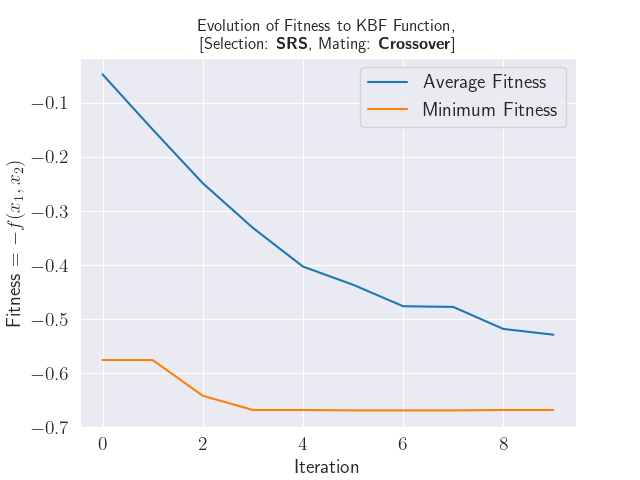 Evolution of Fitness to KBF Function,
[Selection: SRS, Mating: Crossover]
Average Fitness
Minimum Fitness
Fitness = −f(x₁, x₂)
−0.1
−0.2
−0.3
−0.4
−0.5
−0.6
−0.7
0 2 4 6 8
Iteration